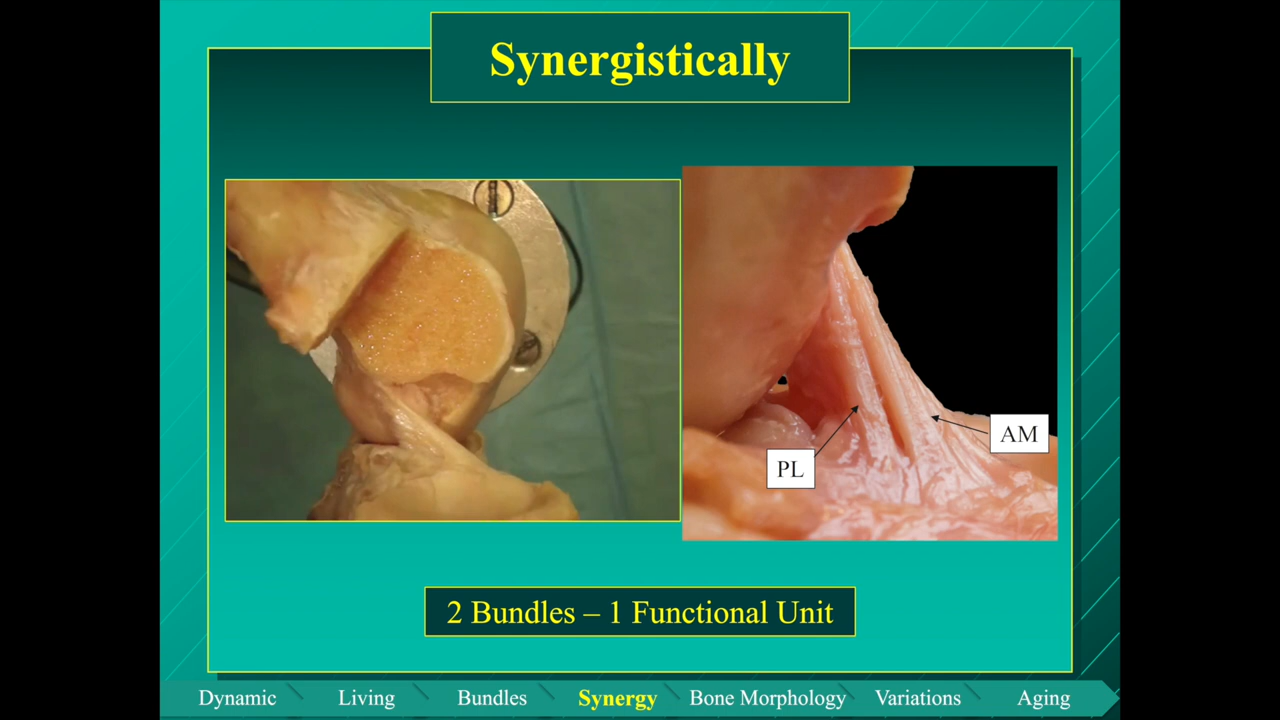 Synergistically
AM
PL
2 Bundles – 1 Functional Unit
Dynamic Living Bundles Synergy Bone Morphology Variations Aging